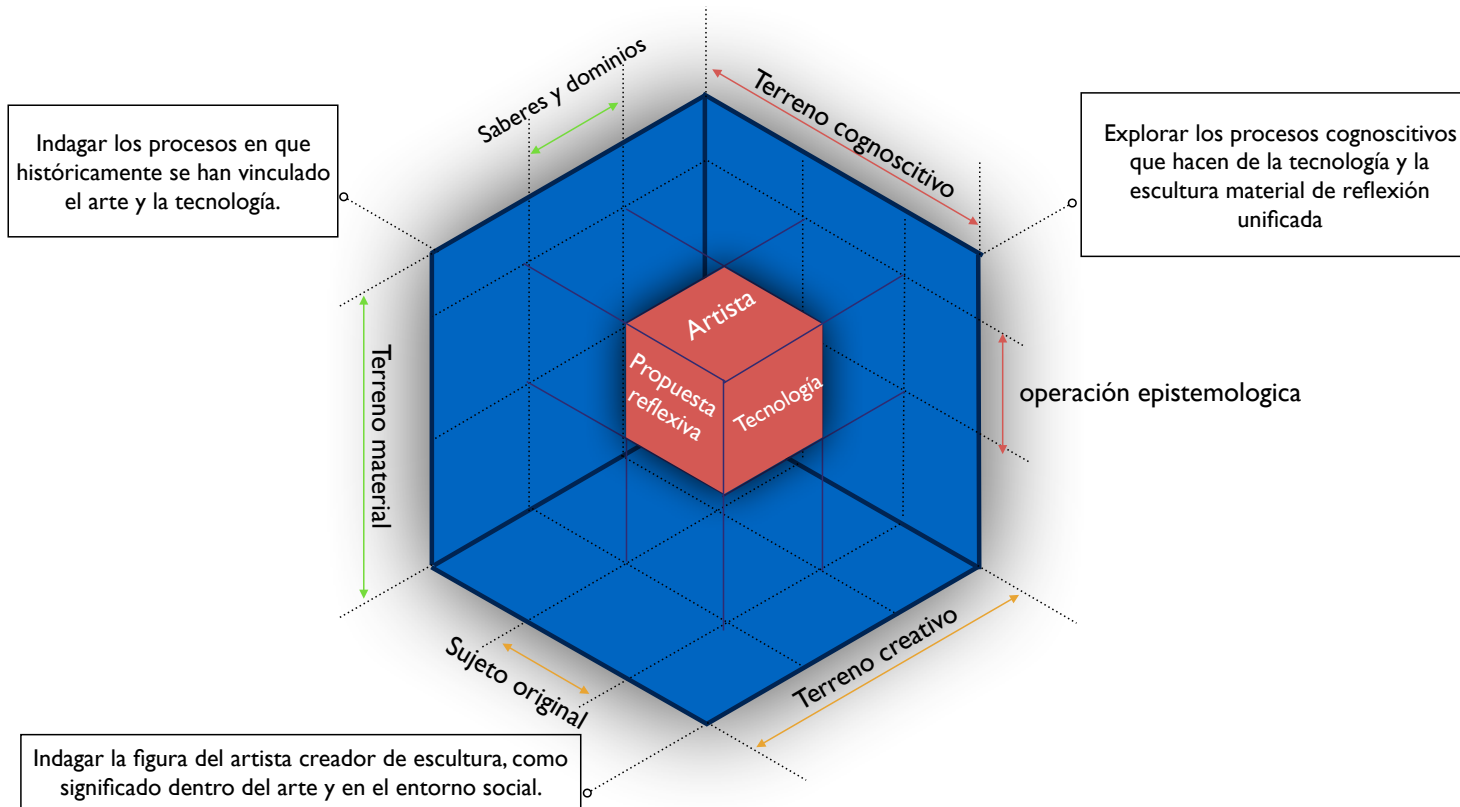 Saberes y dominios
Terreno cognoscitivo
Indagar los procesos en que
históricamente se han vinculado
el arte y la tecnología.
Explorar los procesos cognoscitivos
que hacen de la tecnología y la
escultura material de reflexión
unificada
Artista
Propuesta
reflexiva
Tecnología
Terreno material
operación epistemologica
Sujeto original
Terreno creativo
Indagar la figura del artista creador de escultura, como
significado dentro del arte y en el entorno social.